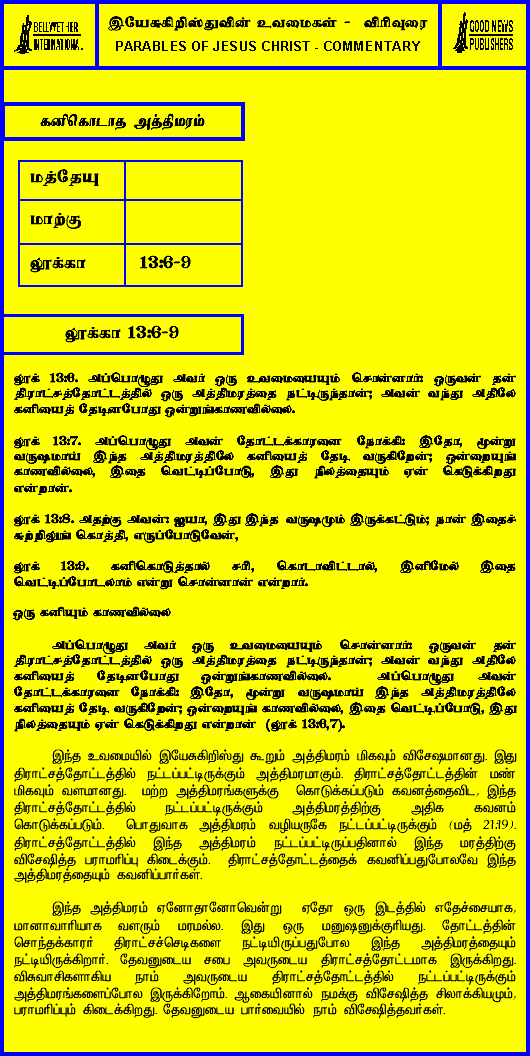 BELLWETHER
INTERNATIONAL
இயேசுகிறிஸ்துவின் உவமைகள் - விரிவுரை
PARABLES OF JESUS CHRIST - COMMENTARY
GOOD NEWS
PUBLISHERS
கனிகொடாத அத்திமரம்
மத்தேயு
மாற்கு
லூக்கா 13:6-9
லூக்கா 13:6-9
லூக் 13:6. அப்பொழுது அவர் ஒரு உவமையையும் சொன்னார்: ஒருவன் தன்
திராட்சத்தோட்டத்தில் ஒரு அத்திமரத்தை நட்டிருந்தான்; அவன் வந்து அதிலே
கனியைத் தேடினபோது ஒன்றுங்காணவில்லை.
லூக் 13:7. அப்பொழுது அவன் தோட்டக்காரனை நோக்கி: இதோ, மூன்று
வருஷமாய் இந்த அத்திமரத்திலே கனியைத் தேடி வருகிறேன்; ஒன்றையுங்
காணவில்லை, இதை வெட்டிப்போடு, இது நிலத்தையும் ஏன் கெடுக்கிறது
என்றான்.
லூக் 13:8. அதற்கு அவன்: ஐயா, இது இந்த வருஷமும் இருக்கட்டும்; நான் இதைச்
சுற்றிலுங் கொத்தி, எருப்போடுவேன்,
லூக் 13:9. கனிகொடுத்தால் சரி, கொடாவிட்டால், இனிமேல் இதை
வெட்டிப்போடலாம் என்று சொன்னான் என்றார்.
ஒரு கனியும் காணவில்லை
அப்பொழுது அவர் ஒரு உவமையையும் சொன்னார்: ஒருவன் தன்
திராட்சத்தோட்டத்தில் ஒரு அத்திமரத்தை நட்டிருந்தான்; அவன் வந்து அதிலே
கனியைத் தேடினபோது ஒன்றுங்காணவில்லை. அப்பொழுது அவன்
தோட்டக்காரனை நோக்கி: இதோ, மூன்று வருஷமாய் இந்த அத்திமரத்திலே
கனியைத் தேடி வருகிறேன்; ஒன்றையுங் காணவில்லை, இதை வெட்டிப்போடு, இது
நிலத்தையும் ஏன் கெடுக்கிறது என்றான் (லூக் 13:6,7).
இந்த உவமையில் இயேசுகிறிஸ்து கூறும் அத்திமரம் மிகவும் விசேஷமானது. இது
திராட்சத்தோட்டத்தில் நட்டப்பட்டிருக்கும் அத்திமரமாகும். திராட்சத்தோட்டத்தின் மண்
மிகவும் வளமானது. மற்ற அத்திமரங்களுக்கு கொடுக்கப்படும் கவனத்தைவிட, இந்த
திராட்சத்தோட்டத்தில் நட்டப்பட்டிருக்கும் அத்திமரத்திற்கு அதிக கவனம்
கொடுக்கப்படும். பொதுவாக அத்திமரம் வழியருகே நட்டப்பட்டிருக்கும் (மத் 21:19).
திராட்சத்தோட்டத்தில் இந்த அத்திமரம் நட்டப்பட்டிருப்பதினால் இந்த மரத்திற்கு
விசேஷித்த பராமரிப்பு கிடைக்கும். திராட்சத்தோட்டத்தைக் கவனிப்பதுபோலவே இந்த
அத்திமரத்தையும் கவனிப்பார்கள்.
இந்த அத்திமரம் ஏனோதானோவென்று ஏதோ ஒரு இடத்தில் எதேச்சையாக,
மானாவாரியாக வளரும் மரமல்ல. இது ஒரு மனுஷனுக்குரியது. தோட்டத்தின்
சொந்தக்காரர் திராட்சச்செடிகளை நட்டியிருப்பதுபோல இந்த அத்திமரத்தையும்
நட்டியிருக்கிறார். தேவனுடைய சபை அவருடைய திராட்சத்தோட்டமாக இருக்கிறது.
விசுவாசிகளாகிய நாம் அவருடைய திராட்சத்தோட்டத்தில் நட்டப்பட்டிருக்கும்
அத்திமரங்களைப்போல இருக்கிறோம். ஆகையினால் நமக்கு விசேஷித்த சிலாக்கியமும்,
பராமரிப்பும் கிடைக்கிறது. தேவனுடைய பார்வையில் நாம் விசேஷித்தவர்கள்.